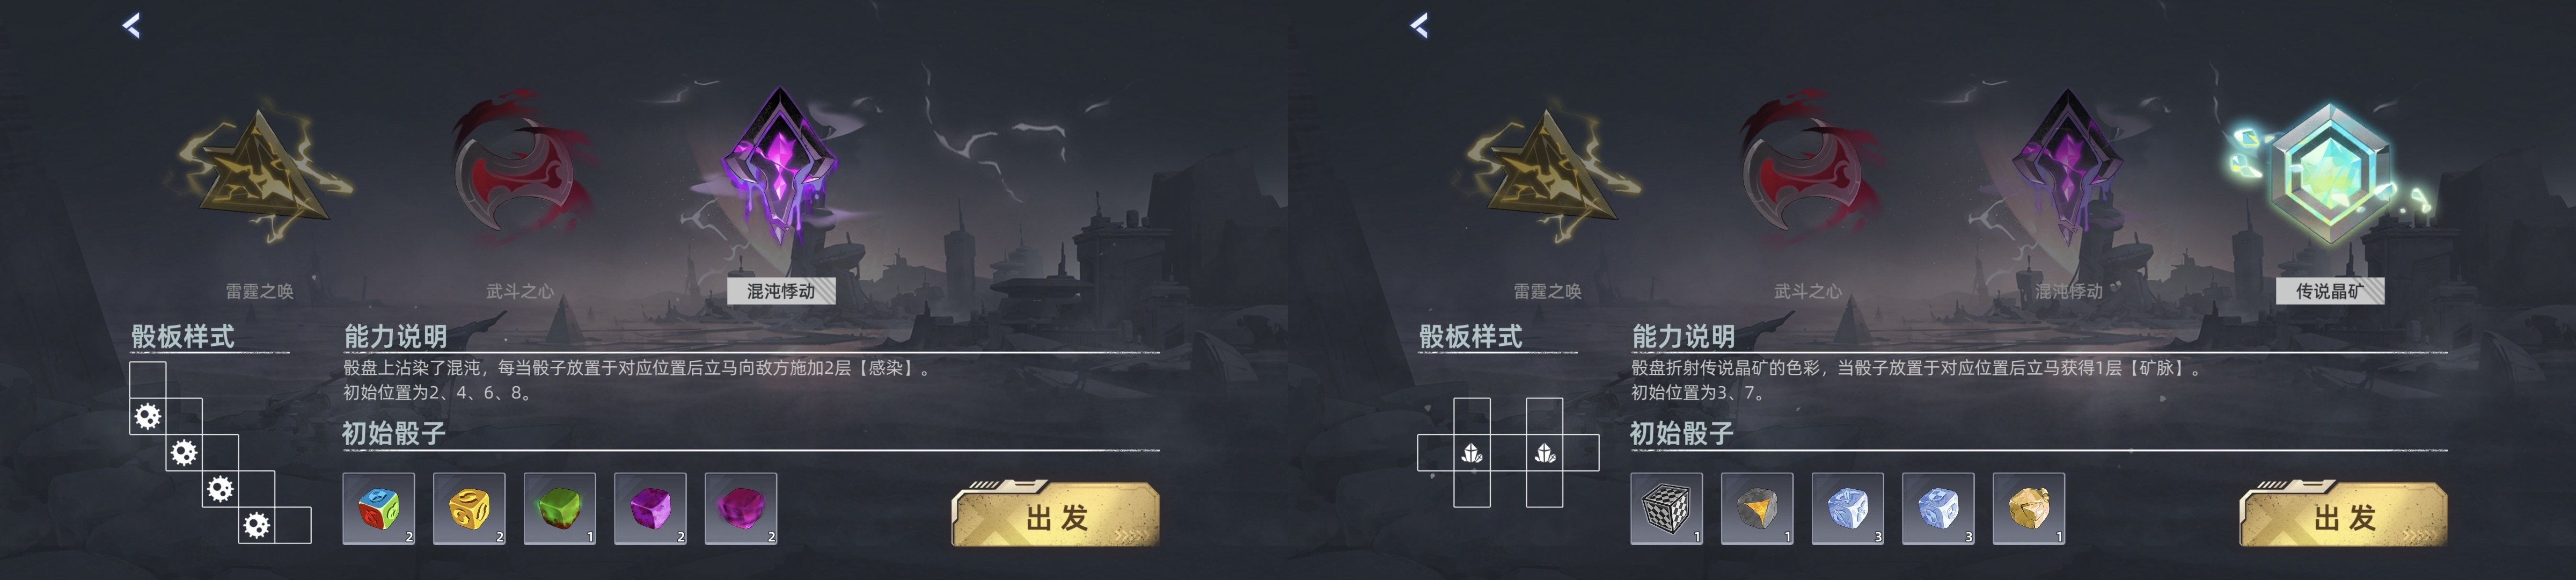 雷霆之唤
武斗之心
混沌悸动
骰板样式
能力说明
骰盘上沾染了混沌，每当骰子放置于对应位置后立马向敌方施加2层【感染】。
初始位置为2、4、6、8。
初始骰子
2
2
1
2
2
出发
雷霆之唤
武斗之心
混沌悸动
传说晶矿
骰板样式
能力说明
骰盘折射传说晶矿的色彩，当骰子放置于对应位置后立马获得1层【矿脉】。
初始位置为3、7。
初始骰子
1
1
3
3
1
出发